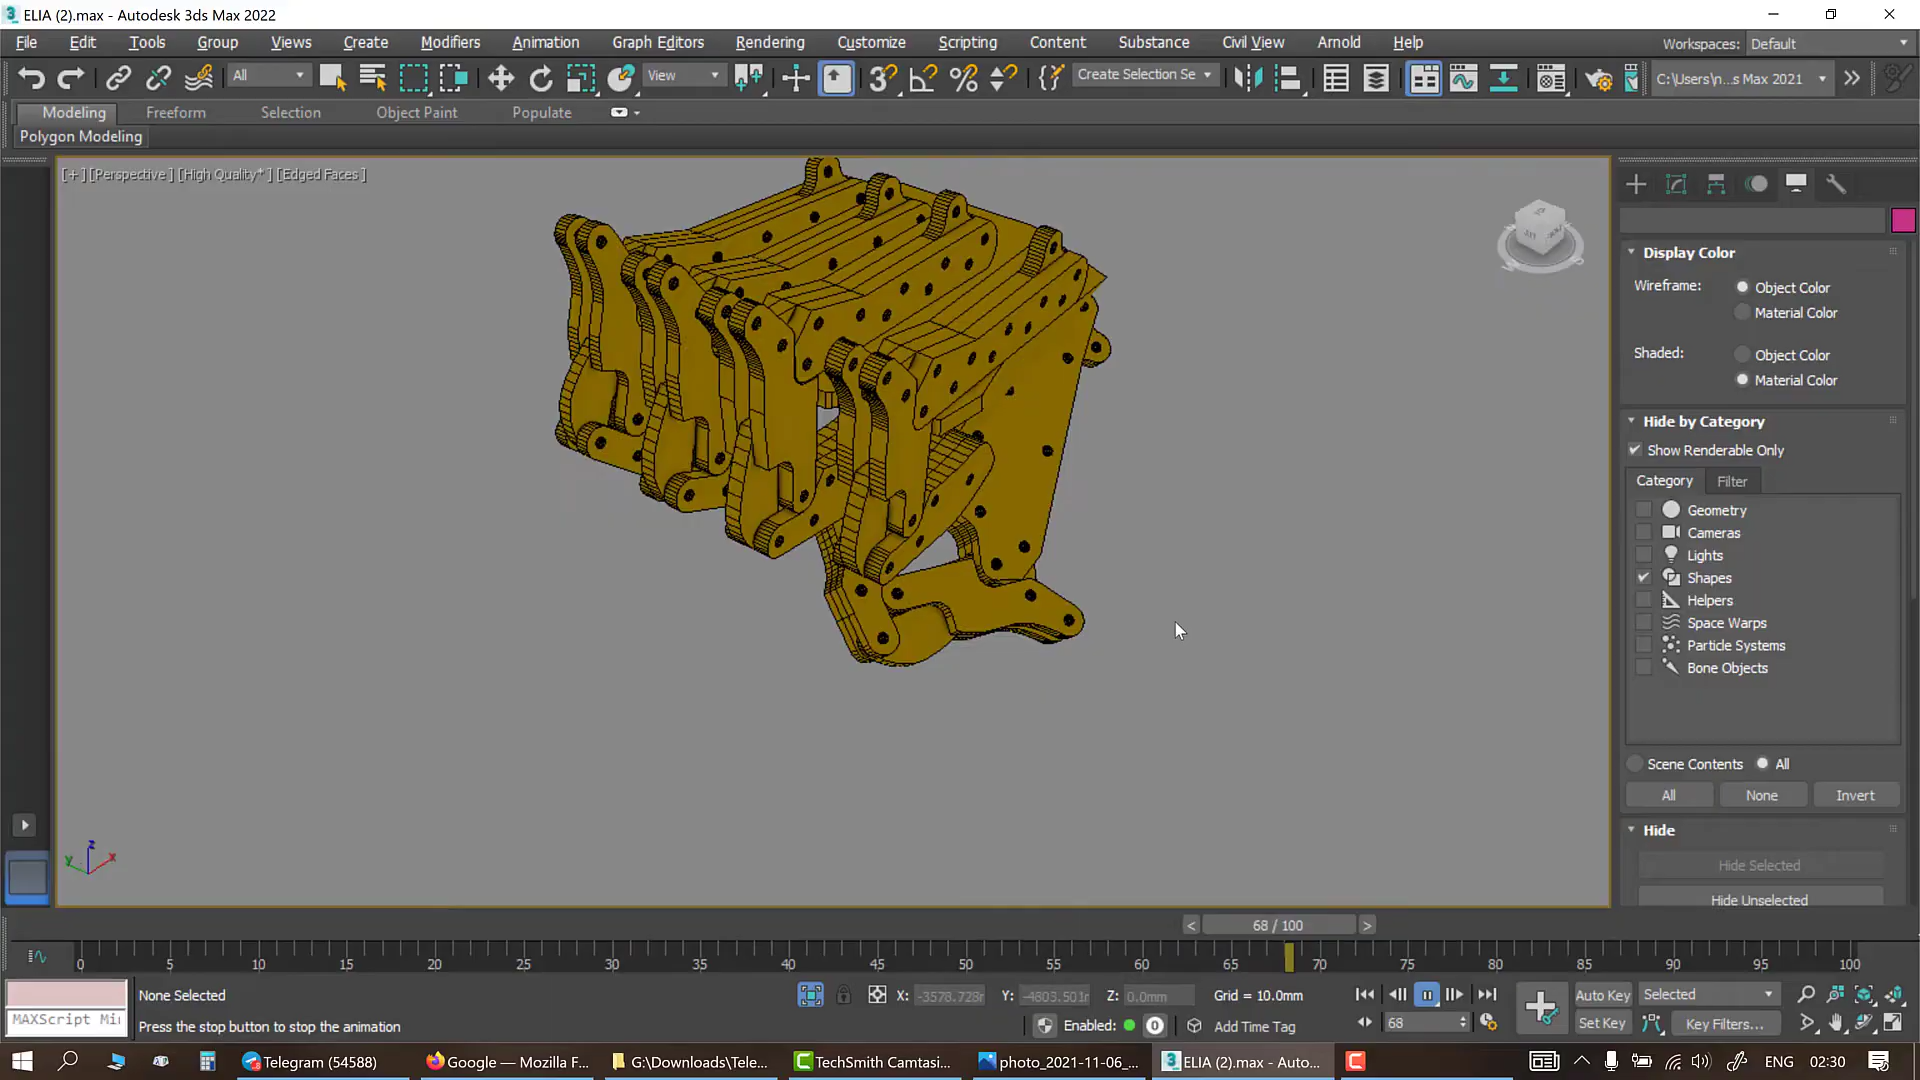 ELIA (2).max - Autodesk 3ds Max 2022
File Edit Tools Group Views Create Modifiers Animation Graph Editors Rendering Customize Scripting Content Substance Civil View Arnold Help Workspaces: Default
All View Create Selection Se C:\Users\n...s Max 2021
Modeling Freeform Selection Object Paint Populate
Polygon Modeling
[+] [Perspective] [High Quality*] [Edged Faces]
Display Color
Wireframe: Object Color
Material Color
Shaded: Object Color
Material Color
Hide by Category
Show Renderable Only
Category Filter
Geometry
Cameras
Lights
Shapes
Helpers
Space Warps
Particle Systems
Bone Objects
Scene Contents All
All None Invert
Hide
Hide Selected
Hide Unselected
z
y x
< 68 / 100 >
0 5 10 15 20 25 30 35 40 45 50 55 60 65 70 75 80 85 90 95 100
None Selected X: -3578.728r Y: -4803.501r Z: 0.0mm Grid = 10.0mm Auto Key Selected
MAXScript Mi Press the stop button to stop the animation Enabled: 0 Add Time Tag 68 Set Key Key Filters...
Telegram (54588) Google — Mozilla F... G:\Downloads\Tele... TechSmith Camtasi... photo_2021-11-06_... ELIA (2).max - Auto... ENG 02:30